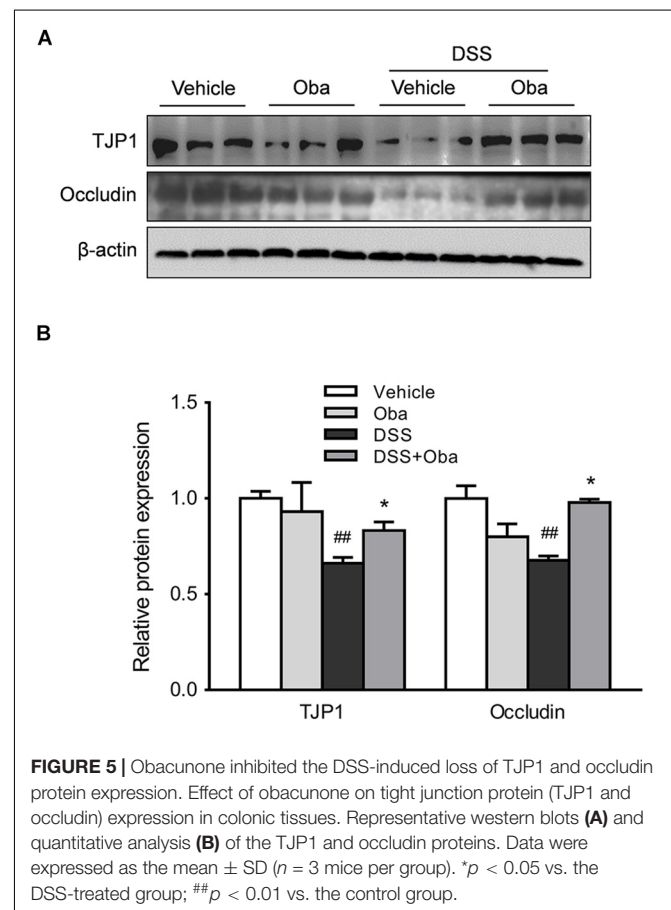 A
DSS
Vehicle Oba Vehicle Oba
TJP1
Occludin
β-actin
B
Vehicle
Oba
DSS
DSS+Oba
Relative protein expression
1.5
1.0
0.5
0.0
## * ## *
TJP1 Occludin
FIGURE 5 | Obacunone inhibited the DSS-induced loss of TJP1 and occludin
protein expression. Effect of obacunone on tight junction protein (TJP1 and
occludin) expression in colonic tissues. Representative western blots (A) and
quantitative analysis (B) of the TJP1 and occludin proteins. Data were
expressed as the mean ± SD (n = 3 mice per group). *p < 0.05 vs. the
DSS-treated group; ##p < 0.01 vs. the control group.